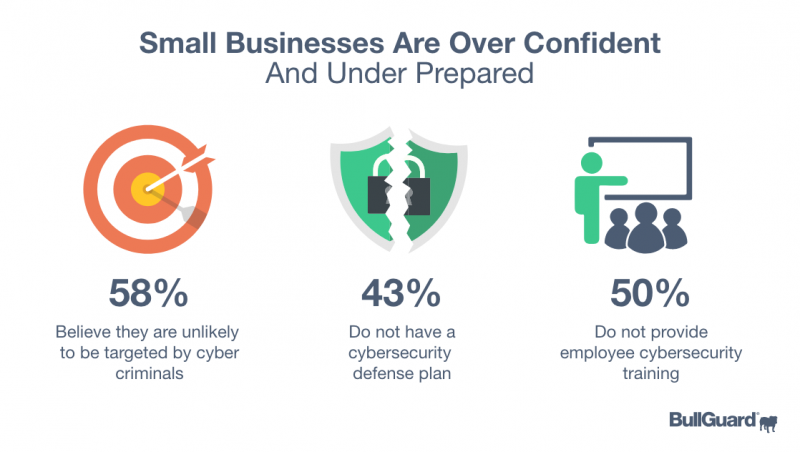 Small Businesses Are Over Confident
And Under Prepared
58%
Believe they are unlikely
to be targeted by cyber
criminals
43%
Do not have a
cybersecurity
defense plan
50%
Do not provide
employee cybersecurity
training
BullGuard®